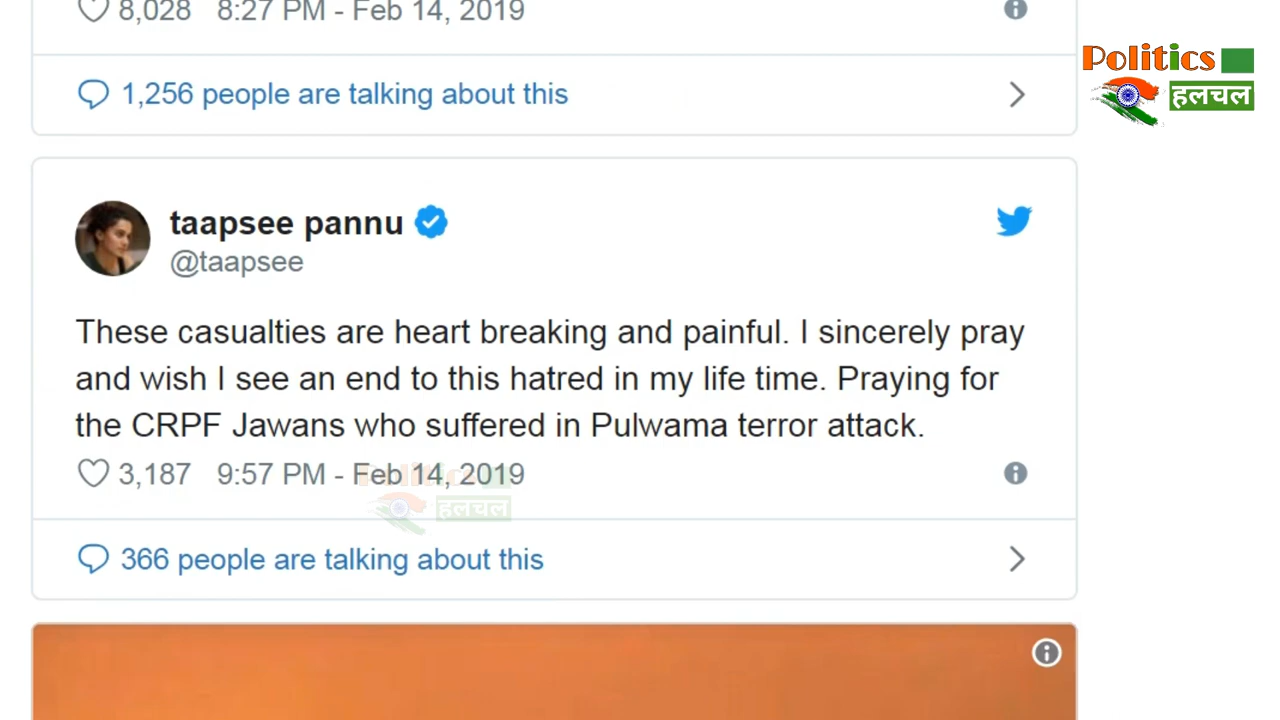 8,028 8:27 PM - Feb 14, 2019
1,256 people are talking about this
Politics
हलचल
taapsee pannu
@taapsee
These casualties are heart breaking and painful. I sincerely pray
and wish I see an end to this hatred in my life time. Praying for
the CRPF Jawans who suffered in Pulwama terror attack.
3,187 9:57 PM - Feb 14, 2019
Politics
हलचल
366 people are talking about this